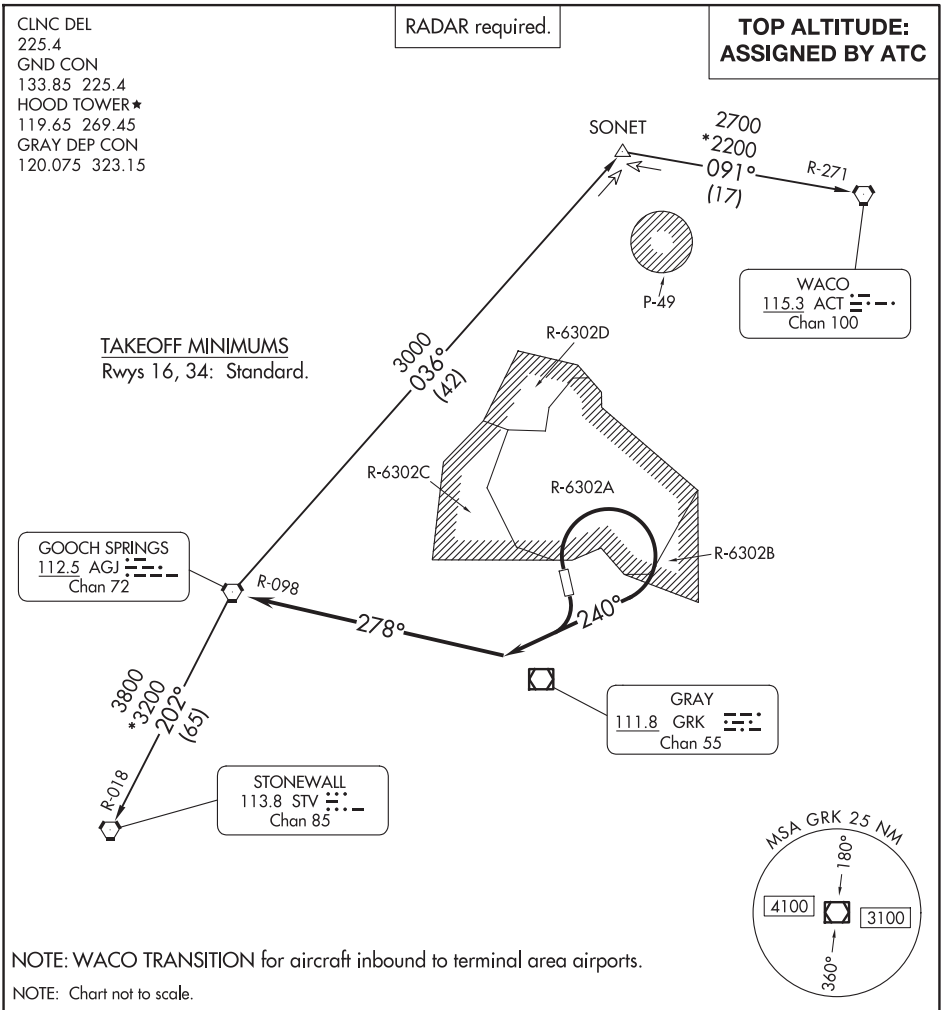 CLNC DEL
225.4
GND CON
133.85 225.4
HOOD TOWER★
119.65 269.45
GRAY DEP CON
120.075 323.15
RADAR required.
TOP ALTITUDE:
ASSIGNED BY ATC
SONET
2700
*2200
091°
(17)
R-271
P-49
WACO
115.3 ACT
Chan 100
TAKEOFF MINIMUMS
Rwys 16, 34: Standard.
3000
036°
(42)
R-6302D
R-6302C
R-6302A
R-6302B
GOOCH SPRINGS
112.5 AGJ
Chan 72
R-098
278°
240°
3800
*3200
202°
(65)
R-018
GRAY
111.8 GRK
Chan 55
STONEWALL
113.8 STV
Chan 85
MSA GRK 25 NM
180°
4100
3100
360°
NOTE: WACO TRANSITION for aircraft inbound to terminal area airports.
NOTE: Chart not to scale.